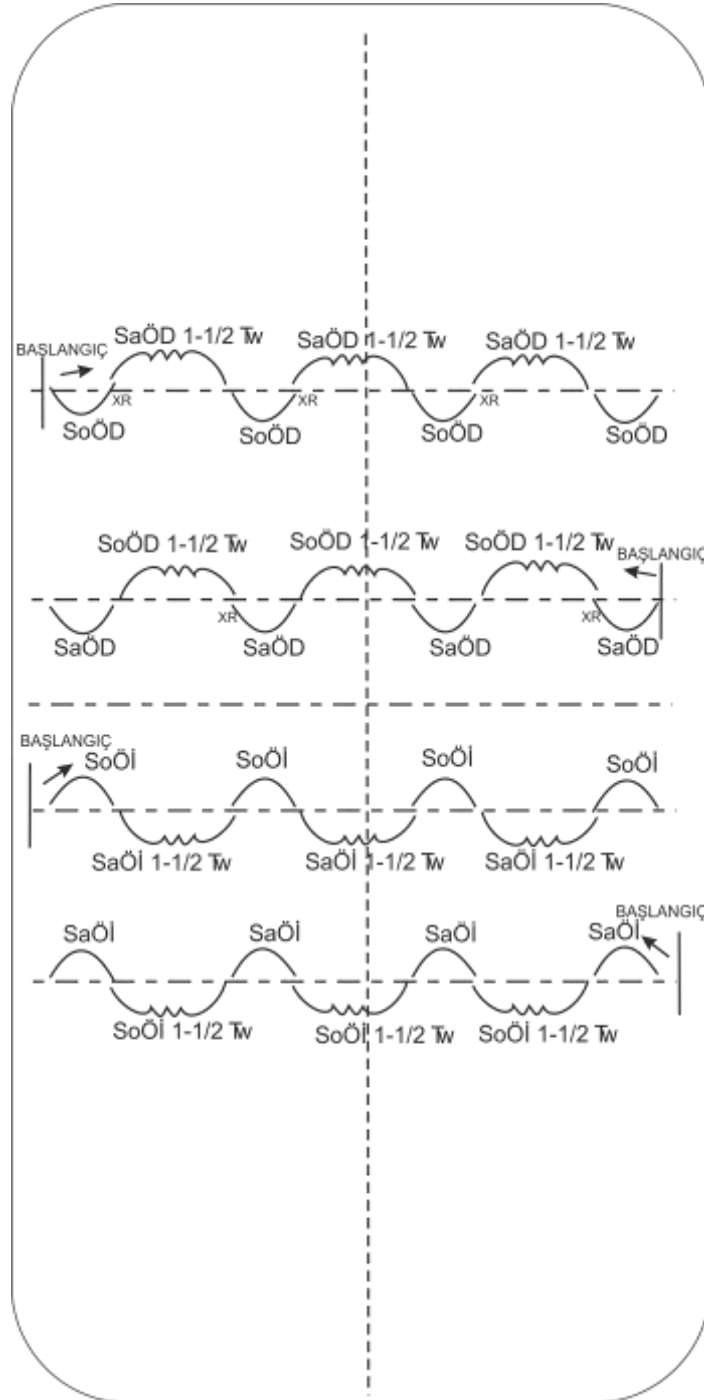 SaÖD 1-1/2 Tw SaÖD 1-1/2 Tw SaÖD 1-1/2 Tw
BAŞLANGIÇ
XR XR XR
SoÖD SoÖD SoÖD SoÖD
SoÖD 1-1/2 Tw SoÖD 1-1/2 Tw SoÖD 1-1/2 Tw
BAŞLANGIÇ
XR XR
SaÖD SaÖD SaÖD SaÖD
BAŞLANGIÇ
SoÖİ SoÖİ SoÖİ SoÖİ
SaÖİ 1-1/2 Tw SaÖİ 1-1/2 Tw SaÖİ 1-1/2 Tw
BAŞLANGIÇ
SaÖİ SaÖİ SaÖİ SaÖİ
SoÖİ 1-1/2 Tw SoÖİ 1-1/2 Tw SoÖİ 1-1/2 Tw